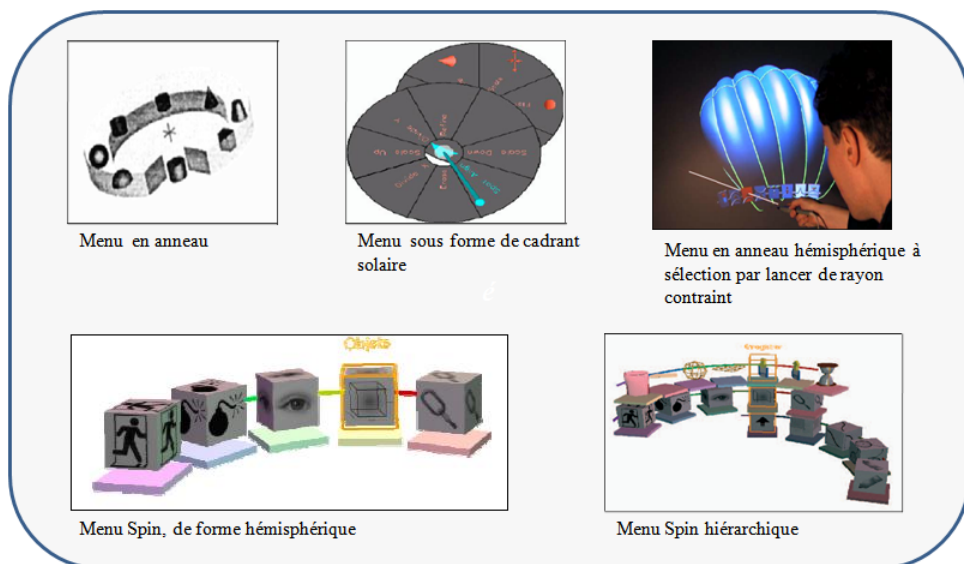 Menu en anneau
Menu sous forme de cadrant
solaire
Menu en anneau hémisphérique à
sélection par lancer de rayon
contraint
é
Objets
Menu Spin, de forme hémisphérique
Menu Spin hiérarchique